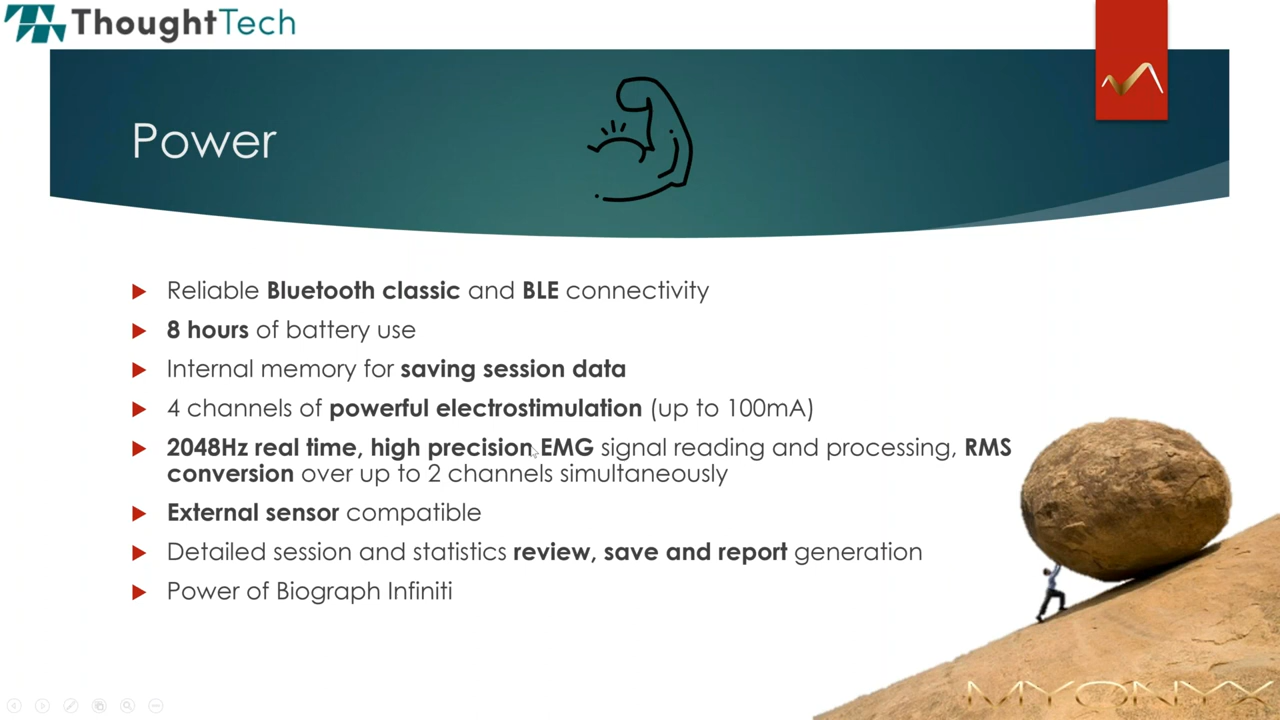 ThoughtTech
Power
Reliable Bluetooth classic and BLE connectivity
8 hours of battery use
Internal memory for saving session data
4 channels of powerful electrostimulation (up to 100mA)
2048Hz real time, high precision EMG signal reading and processing, RMS
conversion over up to 2 channels simultaneously
External sensor compatible
Detailed session and statistics review, save and report generation
Power of Biograph Infiniti
MYONYX